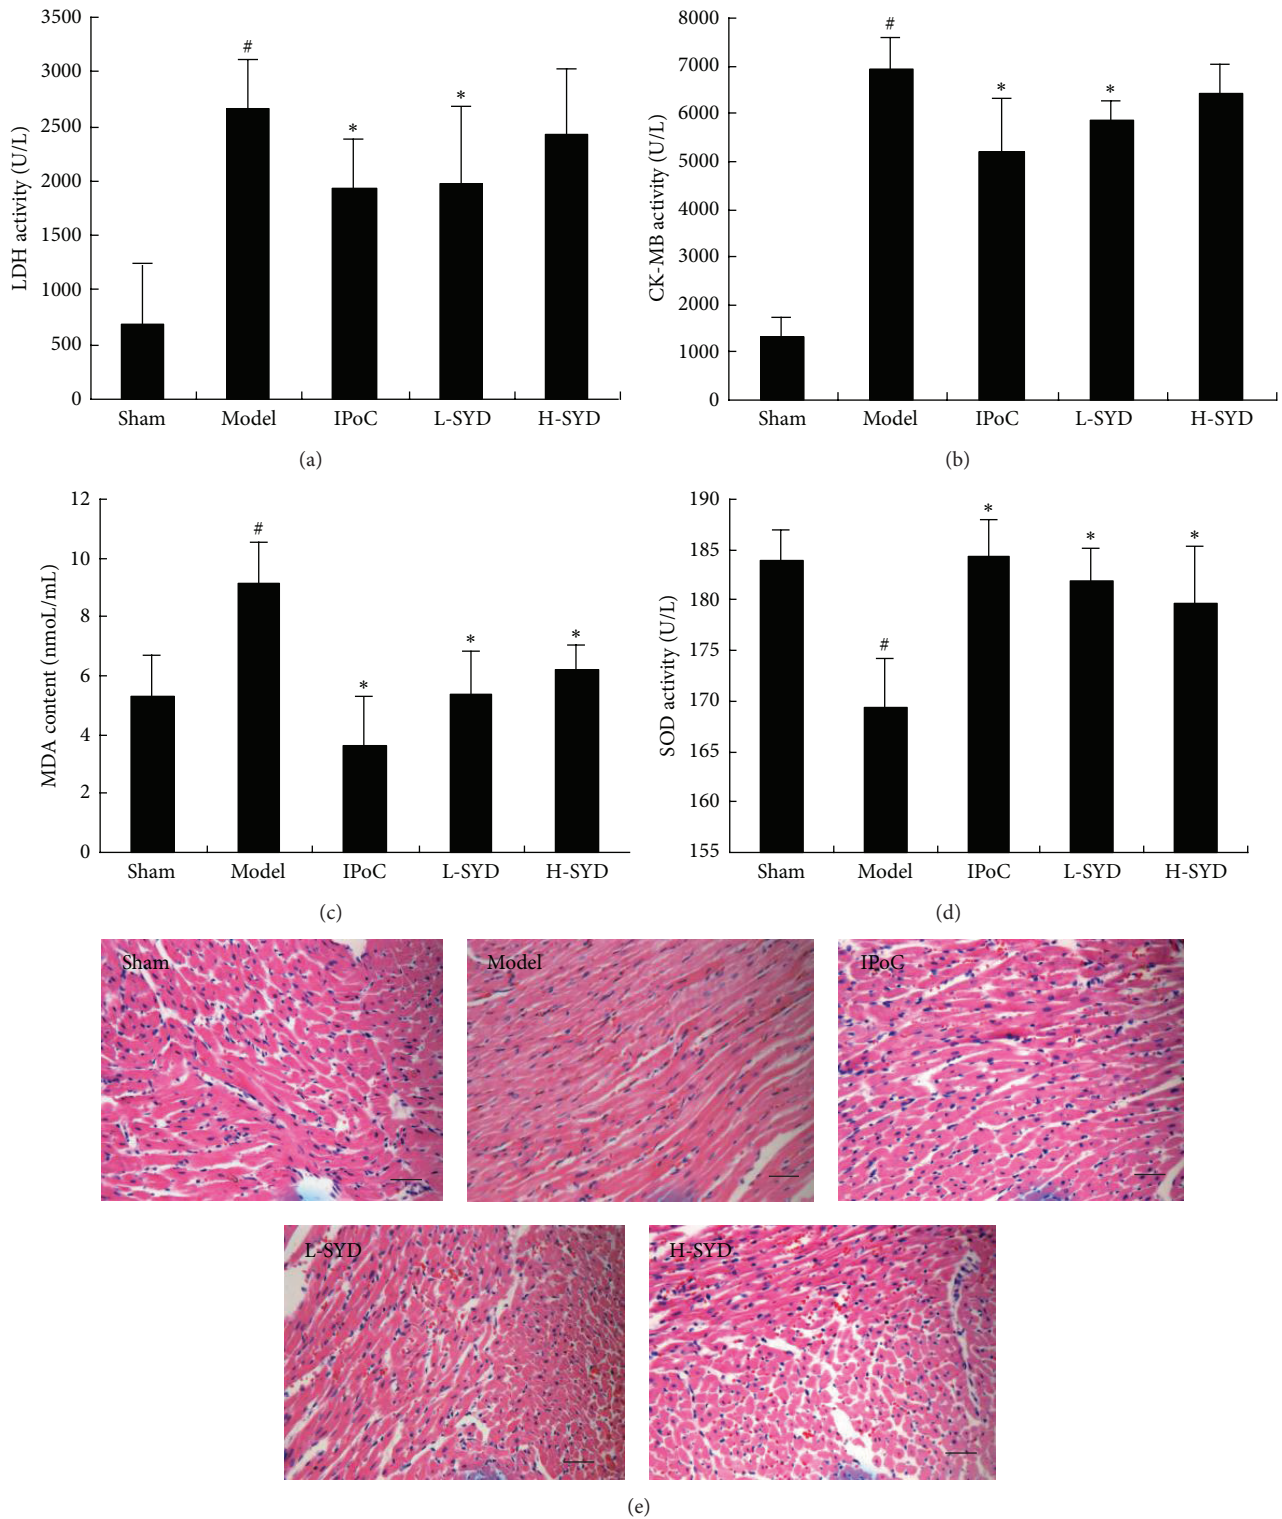 3500
3000
2500
2000
1500
1000
500
0
LDH activity (U/L)
#
*
*
Sham Model IPoC L-SYD H-SYD
(a)
8000
7000
6000
5000
4000
3000
2000
1000
0
CK-MB activity (U/L)
#
*
*
Sham Model IPoC L-SYD H-SYD
(b)
12
10
8
6
4
2
0
MDA content (nmoL/mL)
#
*
*
*
Sham Model IPoC L-SYD H-SYD
(c)
190
185
180
175
170
165
160
155
SOD activity (U/L)
#
*
*
*
Sham Model IPoC L-SYD H-SYD
(d)
Sham
Model
IPoC
L-SYD
H-SYD
(e)